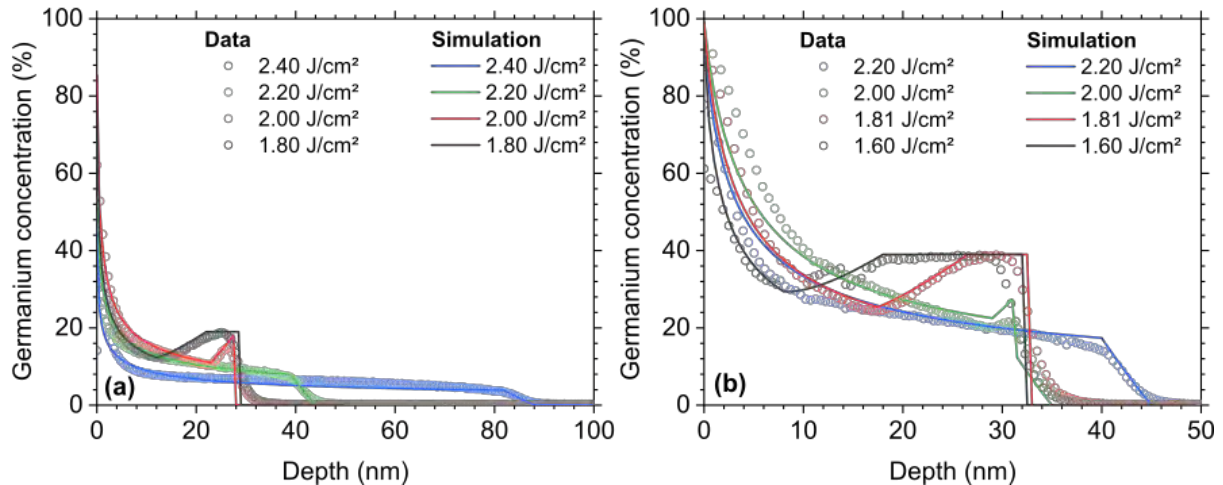 Germanium concentration (%)
100
80
60
40
20
0
Data Simulation
2.40 J/cm² 2.40 J/cm²
2.20 J/cm² 2.20 J/cm²
2.00 J/cm² 2.00 J/cm²
1.80 J/cm² 1.80 J/cm²
(a)
0 20 40 60 80 100
Depth (nm)
Germanium concentration (%)
100
80
60
40
20
0
Data Simulation
2.20 J/cm² 2.20 J/cm²
2.00 J/cm² 2.00 J/cm²
1.81 J/cm² 1.81 J/cm²
1.60 J/cm² 1.60 J/cm²
(b)
0 10 20 30 40 50
Depth (nm)